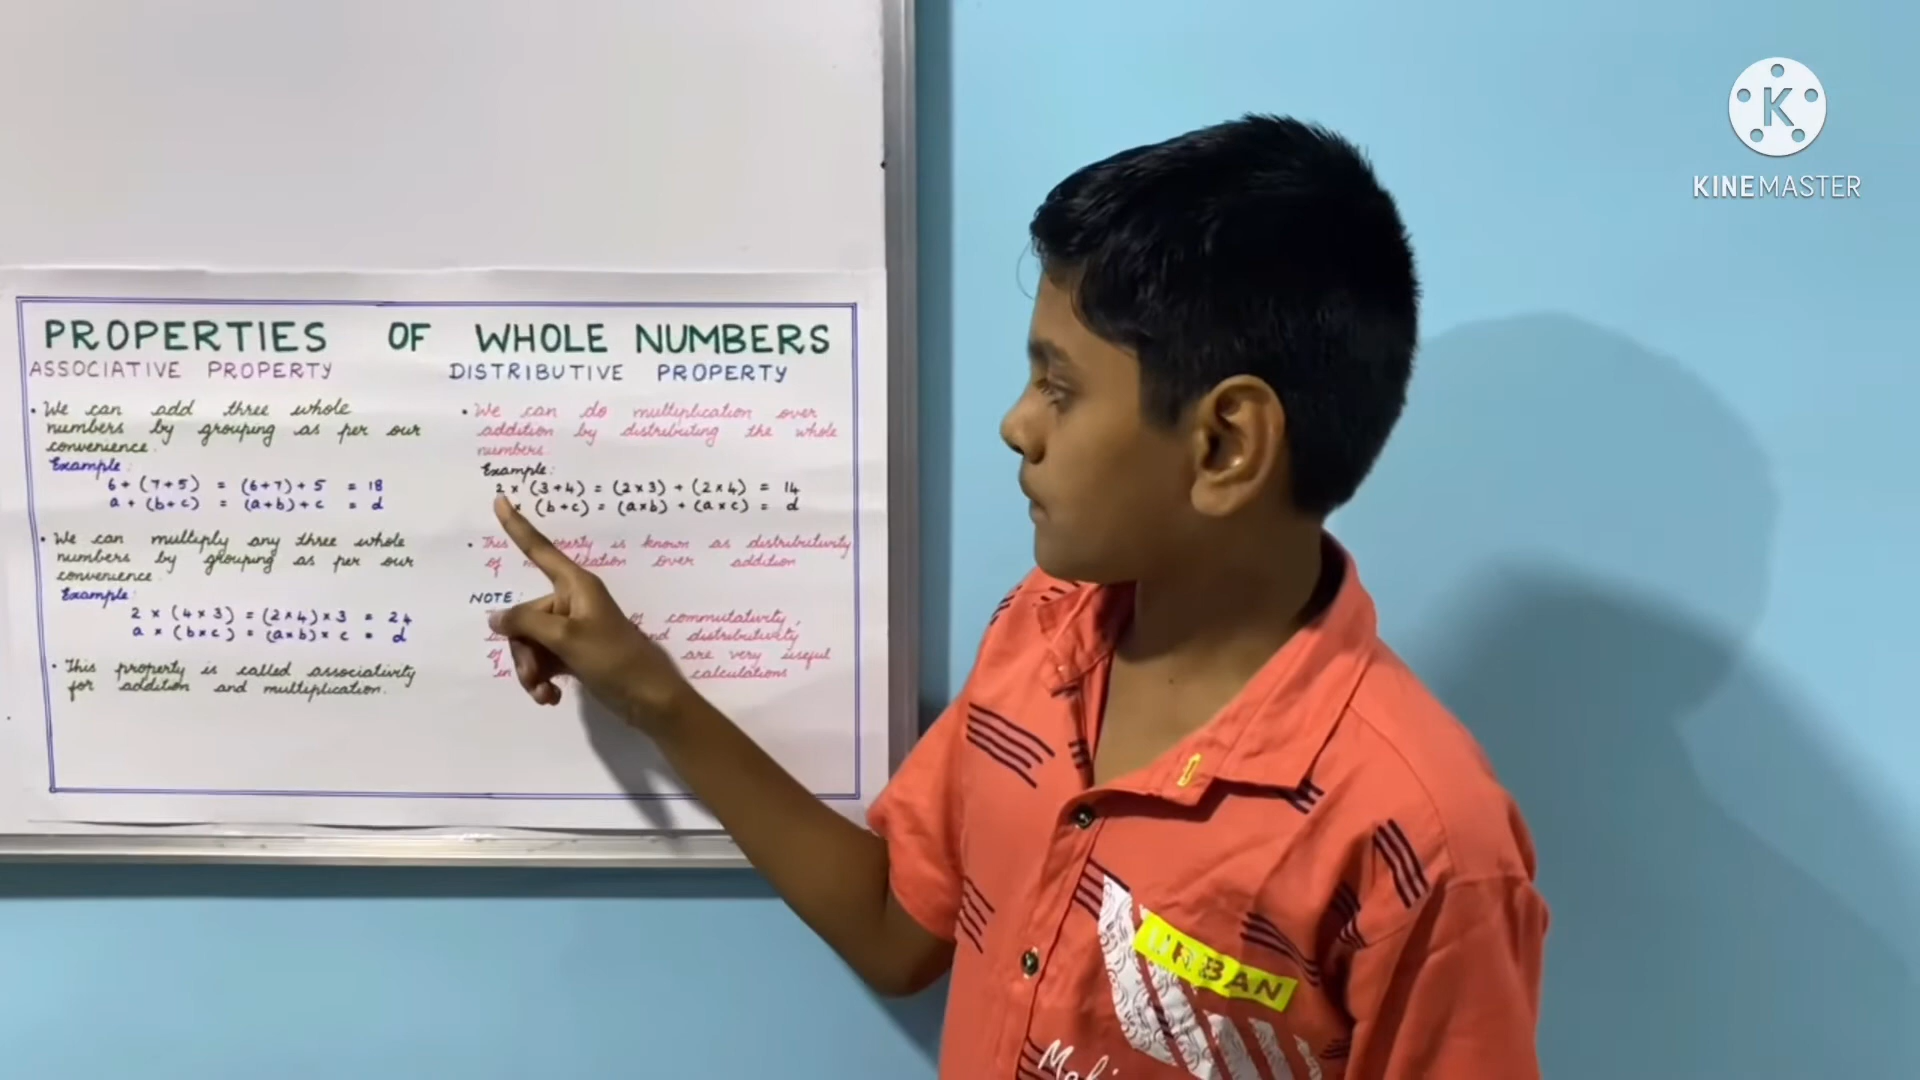 PROPERTIES OF WHOLE NUMBERS
ASSOCIATIVE PROPERTY
• We can add three whole
numbers by grouping as per our
convenience.
Example:
6 + (7+5) = (6+7) + 5 = 18
a + (b+c) = (a+b) + c = d
• We can multiply any three whole
numbers by grouping as per our
convenience
Example:
2 × (4×3) = (2×4) × 3 = 24
a × (b×c) = (a×b) × c = d
• This property is called associativity
for addition and multiplication.
DISTRIBUTIVE PROPERTY
• We can do multiplication over
addition by distributing the whole
numbers.
Example:
2 × (3+4) = (2×3) + (2×4) = 14
× (b+c) = (a×b) + (a×c) = d
• This is known as distributivity
of over addition
NOTE:
of commutativity,
and distributivity
of are very useful
in calculations
KINEMASTER
URBAN